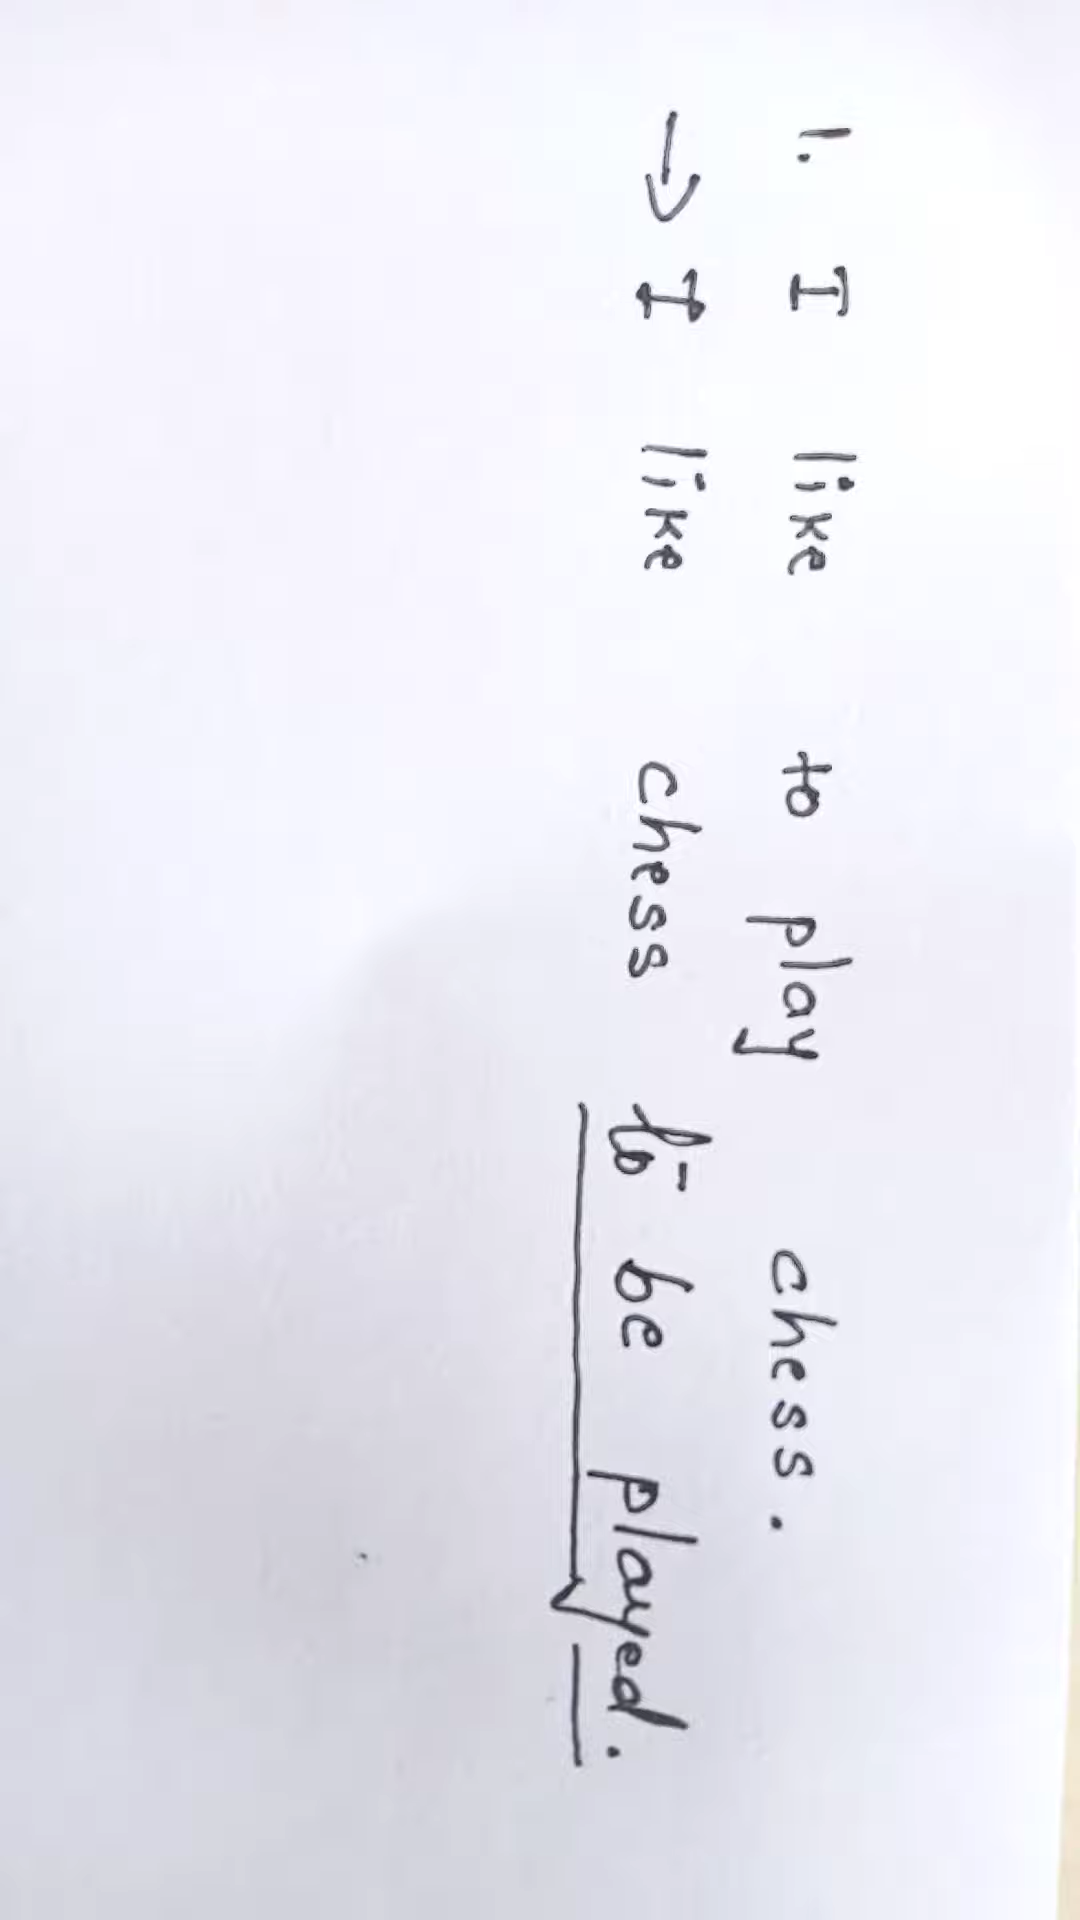 1. I like to play chess.
→ I like chess to be played.